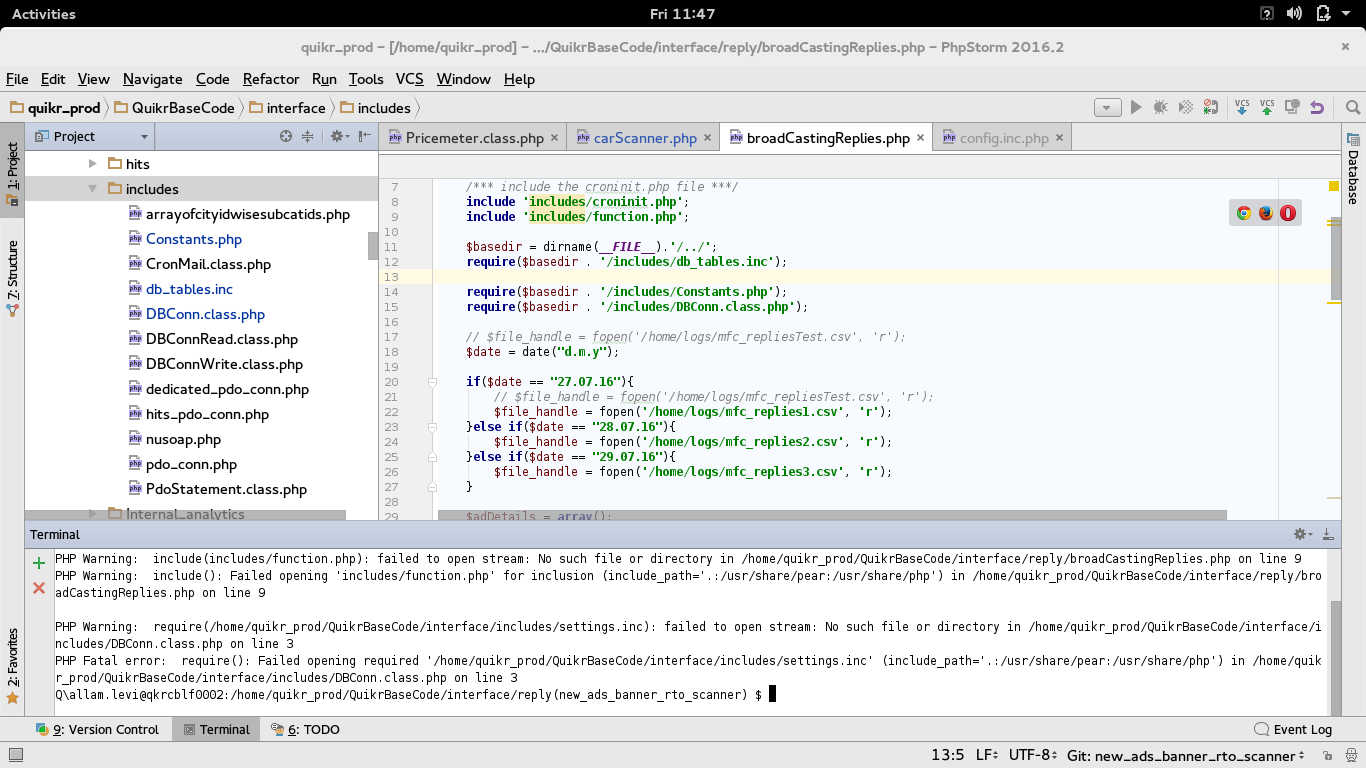 Activities
Fri 11:47
quikr_prod – [/home/quikr_prod] – .../QuikrBaseCode/interface/reply/broadCastingReplies.php – PhpStorm 2016.2
File Edit View Navigate Code Refactor Run Tools VCS Window Help
quikr_prod QuikrBaseCode interface includes
1: Project
7: Structure
2: Favorites
Project
hits
includes
arrayofcityidwisesubcatids.php
Constants.php
CronMail.class.php
db_tables.inc
DBConn.class.php
DBConnRead.class.php
DBConnWrite.class.php
dedicated_pdo_conn.php
hits_pdo_conn.php
nusoap.php
pdo_conn.php
PdoStatement.class.php
Internal_analytics
Pricemeter.class.php carScanner.php broadCastingReplies.php config.inc.php
7 /*** include the croninit.php file ***/
8 include 'includes/croninit.php';
9 include 'includes/function.php';
10
11 $basedir = dirname(__FILE__).'/../';
12 require($basedir . '/includes/db_tables.inc');
13
14 require($basedir . '/includes/Constants.php');
15 require($basedir . '/includes/DBConn.class.php');
16
17 // $file_handle = fopen('/home/logs/mfc_repliesTest.csv', 'r');
18 $date = date("d.m.y");
19
20 if($date == "27.07.16"){
21 // $file_handle = fopen('/home/logs/mfc_repliesTest.csv', 'r');
22 $file_handle = fopen('/home/logs/mfc_replies1.csv', 'r');
23 }else if($date == "28.07.16"){
24 $file_handle = fopen('/home/logs/mfc_replies2.csv', 'r');
25 }else if($date == "29.07.16"){
26 $file_handle = fopen('/home/logs/mfc_replies3.csv', 'r');
27 }
28
29 $adDetails = array();
Database
Terminal
PHP Warning:  include(includes/function.php): failed to open stream: No such file or directory in /home/quikr_prod/QuikrBaseCode/interface/reply/broadCastingReplies.php on line 9
PHP Warning:  include(): Failed opening 'includes/function.php' for inclusion (include_path='.:/usr/share/pear:/usr/share/php') in /home/quikr_prod/QuikrBaseCode/interface/reply/bro
adCastingReplies.php on line 9
PHP Warning:  require(/home/quikr_prod/QuikrBaseCode/interface/includes/settings.inc): failed to open stream: No such file or directory in /home/quikr_prod/QuikrBaseCode/interface/i
ncludes/DBConn.class.php on line 3
PHP Fatal error:  require(): Failed opening required '/home/quikr_prod/QuikrBaseCode/interface/includes/settings.inc' (include_path='.:/usr/share/pear:/usr/share/php') in /home/quik
r_prod/QuikrBaseCode/interface/includes/DBConn.class.php on line 3
Q\allam.levi@qkrcblf0002:/home/quikr_prod/QuikrBaseCode/interface/reply(new_ads_banner_rto_scanner) $
9: Version Control Terminal 6: TODO Event Log
13:5 LF UTF-8 Git: new_ads_banner_rto_scanner